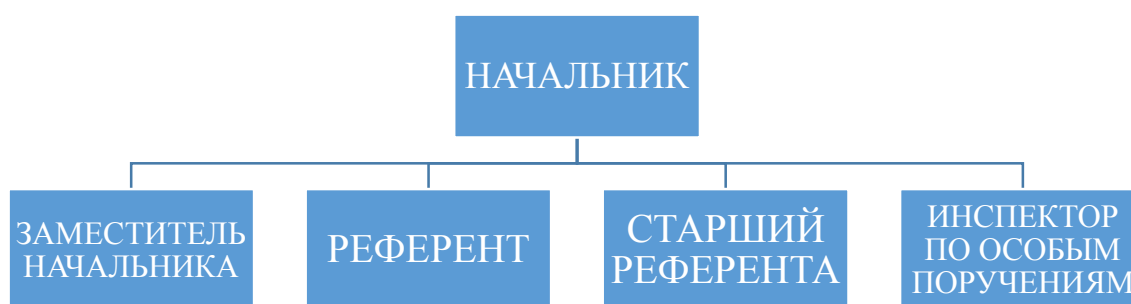 НАЧАЛЬНИК
ЗАМЕСТИТЕЛЬ
НАЧАЛЬНИКА
РЕФЕРЕНТ
СТАРШИЙ
РЕФЕРЕНТА
ИНСПЕКТОР
ПО ОСОБЫМ
ПОРУЧЕНИЯМ